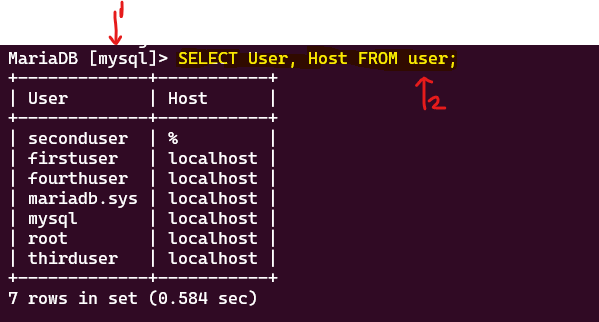 1
MariaDB [mysql]> SELECT User, Host FROM user;
+-------------+-----------+
| User        | Host      |
+-------------+-----------+
| seconduser  | %         |
| firstuser   | localhost |
| fourthuser  | localhost |
| mariadb.sys | localhost |
| mysql       | localhost |
| root        | localhost |
| thirduser   | localhost |
+-------------+-----------+
7 rows in set (0.584 sec)
2